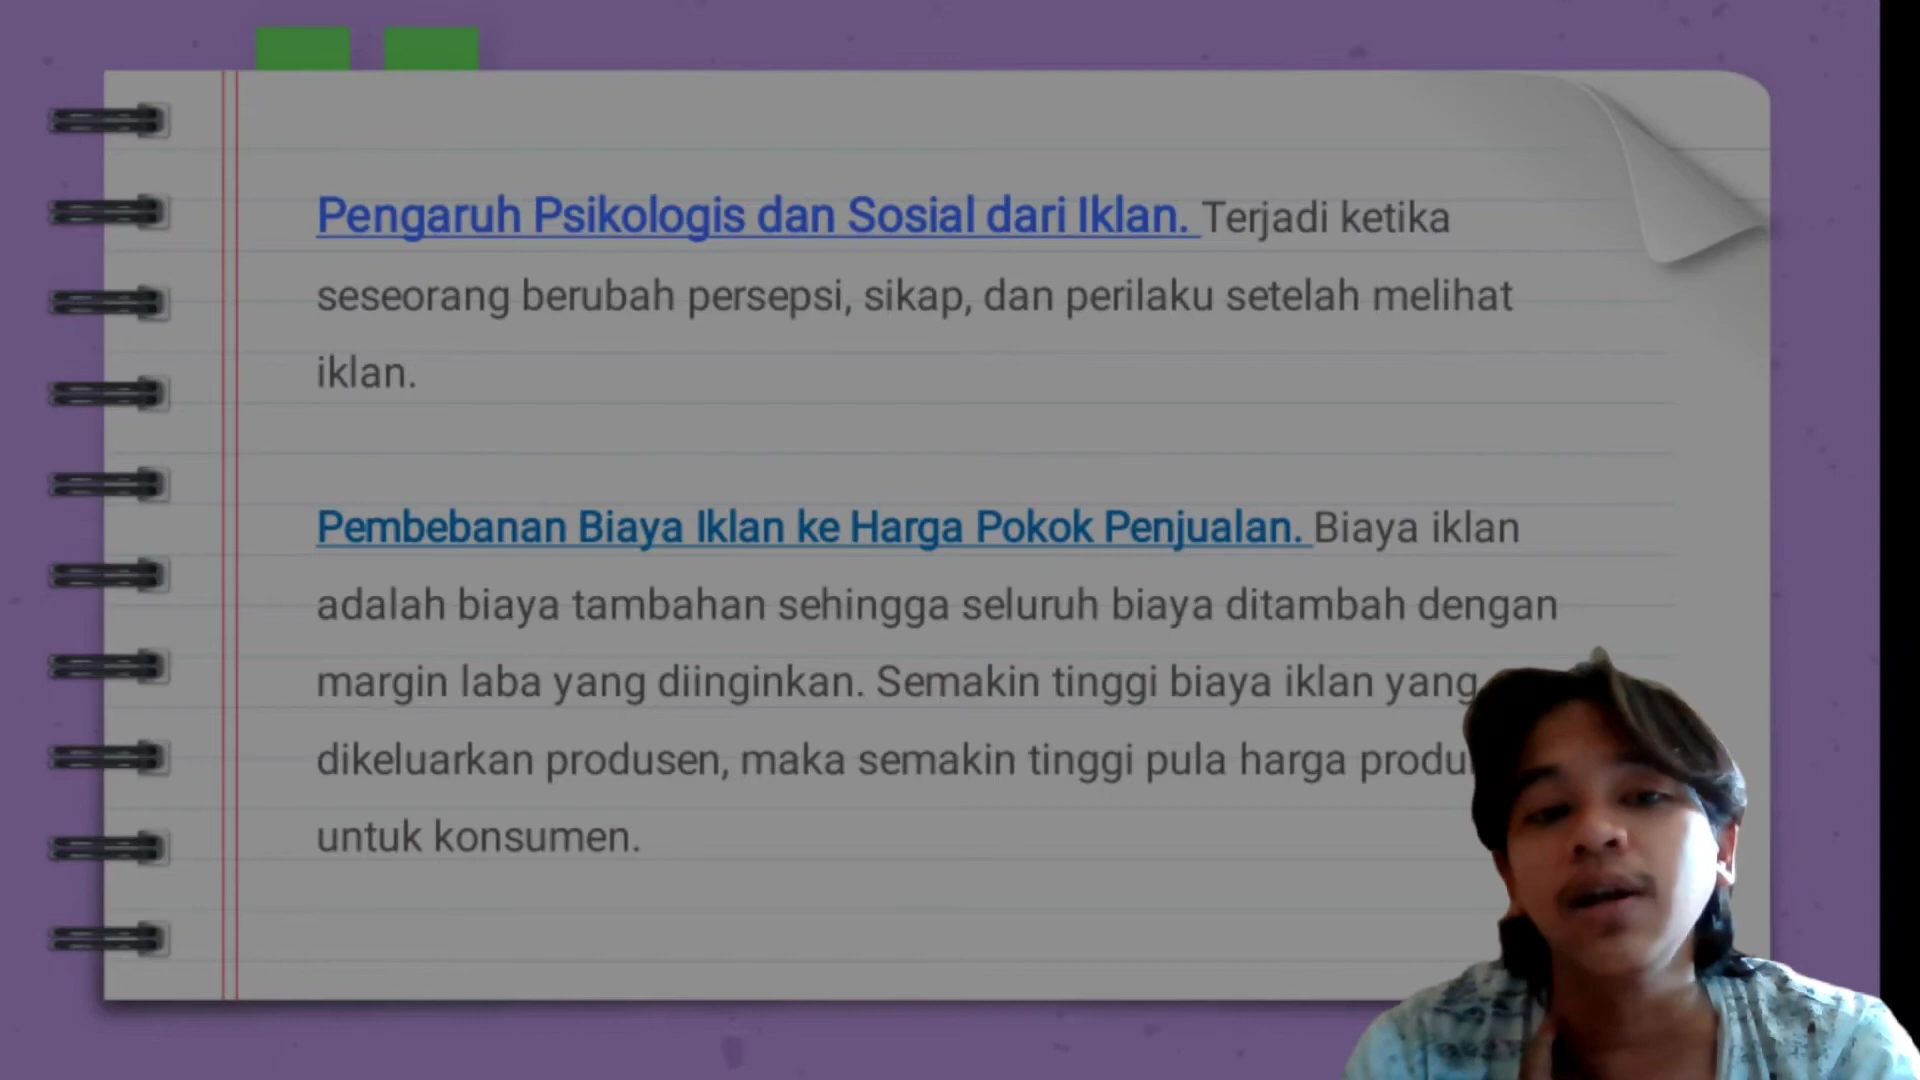 Pengaruh Psikologis dan Sosial dari Iklan. Terjadi ketika
seseorang berubah persepsi, sikap, dan perilaku setelah melihat
iklan.
Pembebanan Biaya Iklan ke Harga Pokok Penjualan. Biaya iklan
adalah biaya tambahan sehingga seluruh biaya ditambah dengan
margin laba yang diinginkan. Semakin tinggi biaya iklan yang
dikeluarkan produsen, maka semakin tinggi pula harga
untuk konsumen.